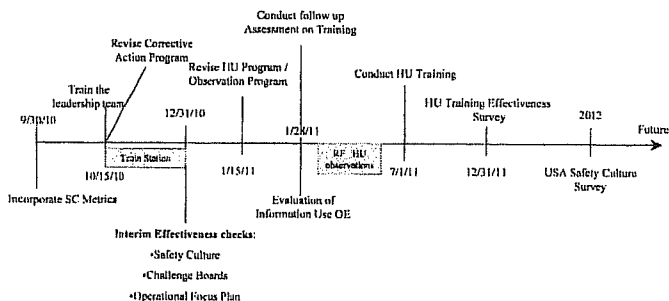 Conduct follow up
Assessment on Training
Revise Corrective
Action Program
Revise HU Program /
Observation Program
Conduct HU Training
Train the
leadership team
HU Training Effectiveness
Survey
9/30/10
12/31/10
1/28/11
2012
Future
Train Station
RF HU
observations
10/15/10
1/15/11
7/1/11
12/31/11
USA Safety Culture
Survey
Incorporate SC Metrics
Evaluation of
Information Use OE
Interim Effectiveness checks:
•Safety Culture
•Challenge Boards
•Operational Focus Plan